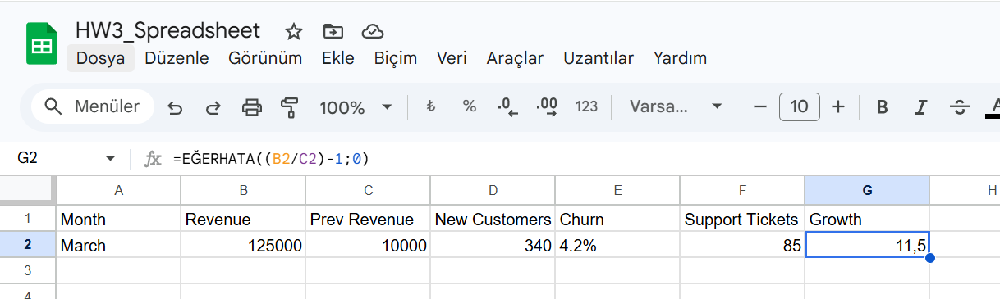 HW3_Spreadsheet
Dosya Düzenle Görünüm Ekle Biçim Veri Araçlar Uzantılar Yardım
Menüler 100% ₺ % .0 .00 123 Varsa... 10 B I S A
G2 fx =EĞERHATA((B2/C2)-1;0)
A B C D E F G H
1 Month Revenue Prev Revenue New Customers Churn Support Tickets Growth
2 March 125000 10000 340 4.2% 85 11,5
3
4